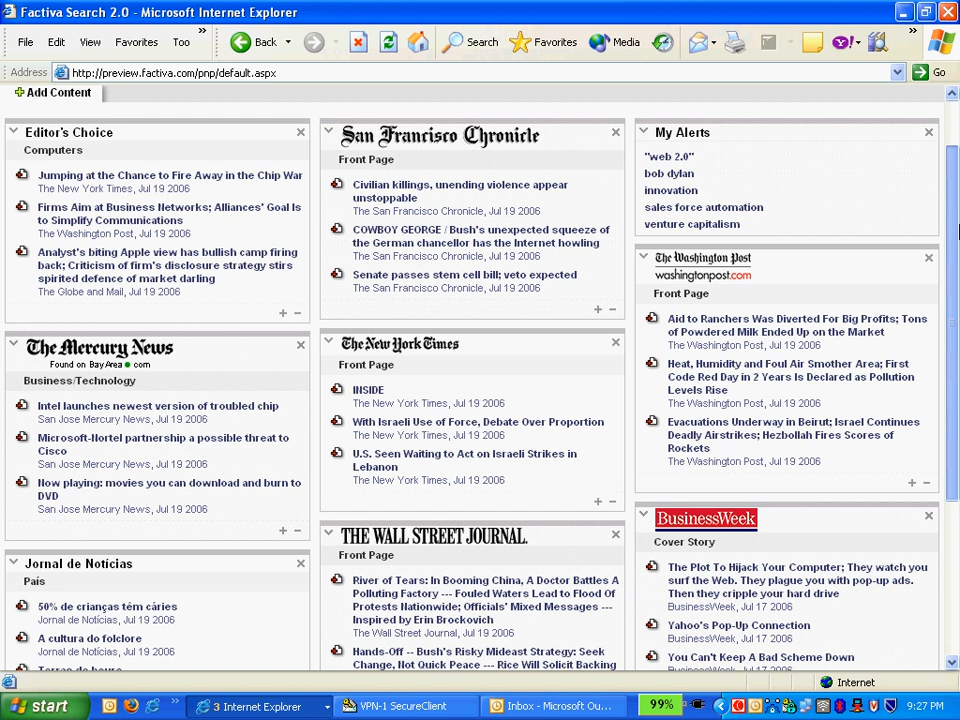 Factiva Search 2.0 - Microsoft Internet Explorer
File Edit View Favorites Too » Back Search Favorites Media »
Address http://preview.factiva.com/pnp/default.aspx Go
Add Content
Editor's Choice
Computers
Jumping at the Chance to Fire Away in the Chip War
The New York Times, Jul 19 2006
Firms Aim at Business Networks; Alliances' Goal Is
to Simplify Communications
The Washington Post, Jul 19 2006
Analyst's biting Apple view has bullish camp firing
back; Criticism of firm's disclosure strategy stirs
spirited defence of market darling
The Globe and Mail, Jul 19 2006
The Mercury News
Found on BayArea.com
Business/Technology
Intel launches newest version of troubled chip
San Jose Mercury News, Jul 19 2006
Microsoft-Nortel partnership a possible threat to
Cisco
San Jose Mercury News, Jul 19 2006
Now playing: movies you can download and burn to
DVD
San Jose Mercury News, Jul 19 2006
Jornal de Notícias
País
50% de crianças têm cáries
Jornal de Notícias, Jul 19 2006
A cultura do folclore
Jornal de Notícias, Jul 19 2006
San Francisco Chronicle
Front Page
Civilian killings, unending violence appear
unstoppable
The San Francisco Chronicle, Jul 19 2006
COWBOY GEORGE / Bush's unexpected squeeze of
the German chancellor has the Internet howling
The San Francisco Chronicle, Jul 19 2006
Senate passes stem cell bill; veto expected
The San Francisco Chronicle, Jul 19 2006
The New York Times
Front Page
INSIDE
The New York Times, Jul 19 2006
With Israeli Use of Force, Debate Over Proportion
The New York Times, Jul 19 2006
U.S. Seen Waiting to Act on Israeli Strikes in
Lebanon
The New York Times, Jul 19 2006
THE WALL STREET JOURNAL.
Front Page
River of Tears: In Booming China, A Doctor Battles A
Polluting Factory --- Fouled Waters Lead to Flood Of
Protests Nationwide; Officials' Mixed Messages ---
Inspired by Erin Brockovich
The Wall Street Journal, Jul 19 2006
Hands-Off -- Bush's Risky Mideast Strategy: Seek
Change, Not Quick Peace --- Rice Will Solicit Backing
My Alerts
"web 2.0"
bob dylan
innovation
sales force automation
venture capitalism
The Washington Post
washingtonpost.com
Front Page
Aid to Ranchers Was Diverted For Big Profits; Tons
of Powdered Milk Ended Up on the Market
The Washington Post, Jul 19 2006
Heat, Humidity and Foul Air Smother Area; First
Code Red Day in 2 Years Is Declared as Pollution
Levels Rise
The Washington Post, Jul 19 2006
Evacuations Underway in Beirut; Israel Continues
Deadly Airstrikes; Hezbollah Fires Scores of
Rockets
The Washington Post, Jul 19 2006
BusinessWeek
Cover Story
The Plot To Hijack Your Computer; They watch you
surf the Web. They plague you with pop-up ads.
Then they cripple your hard drive
BusinessWeek, Jul 17 2006
Yahoo's Pop-Up Connection
BusinessWeek, Jul 17 2006
You Can't Keep A Bad Scheme Down
Internet
start » 3 Internet Explorer VPN-1 SecureClient Inbox - Microsoft Ou... 99% 9:27 PM